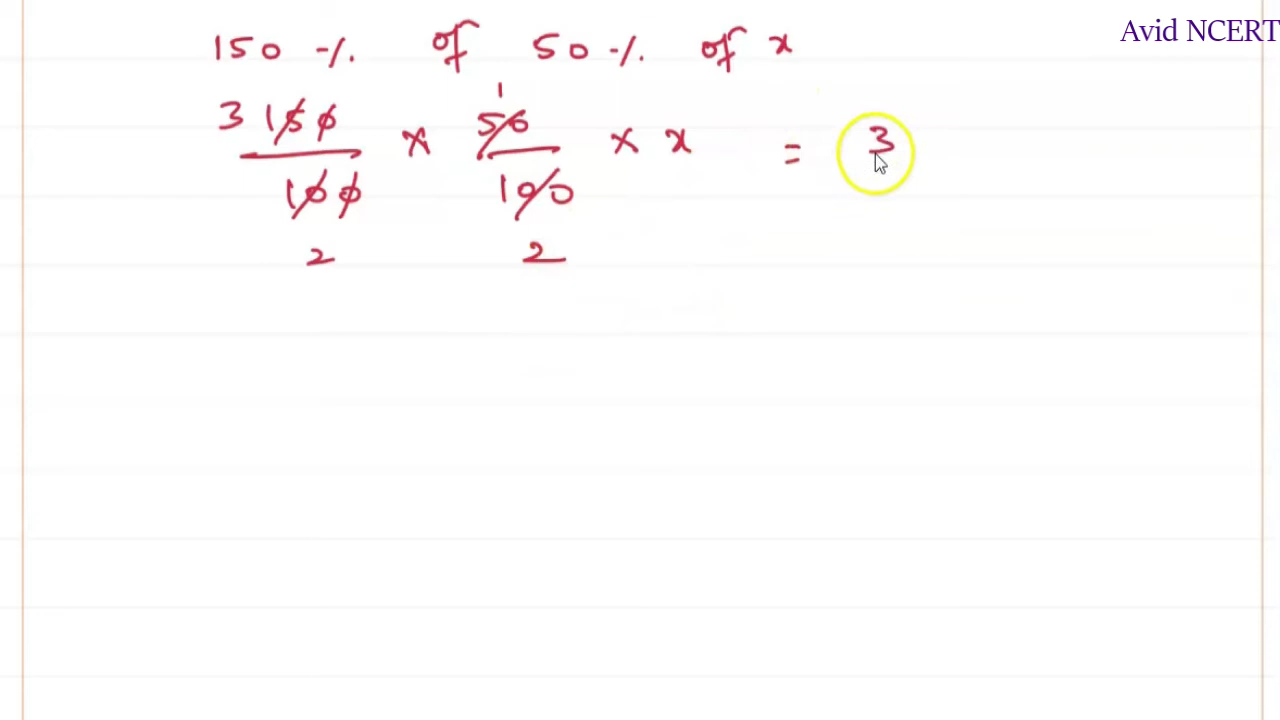 Avid NCERT
150 % of 50 % of x
3 150 1 50
/ 100 × / 100 × x = 3
2 2